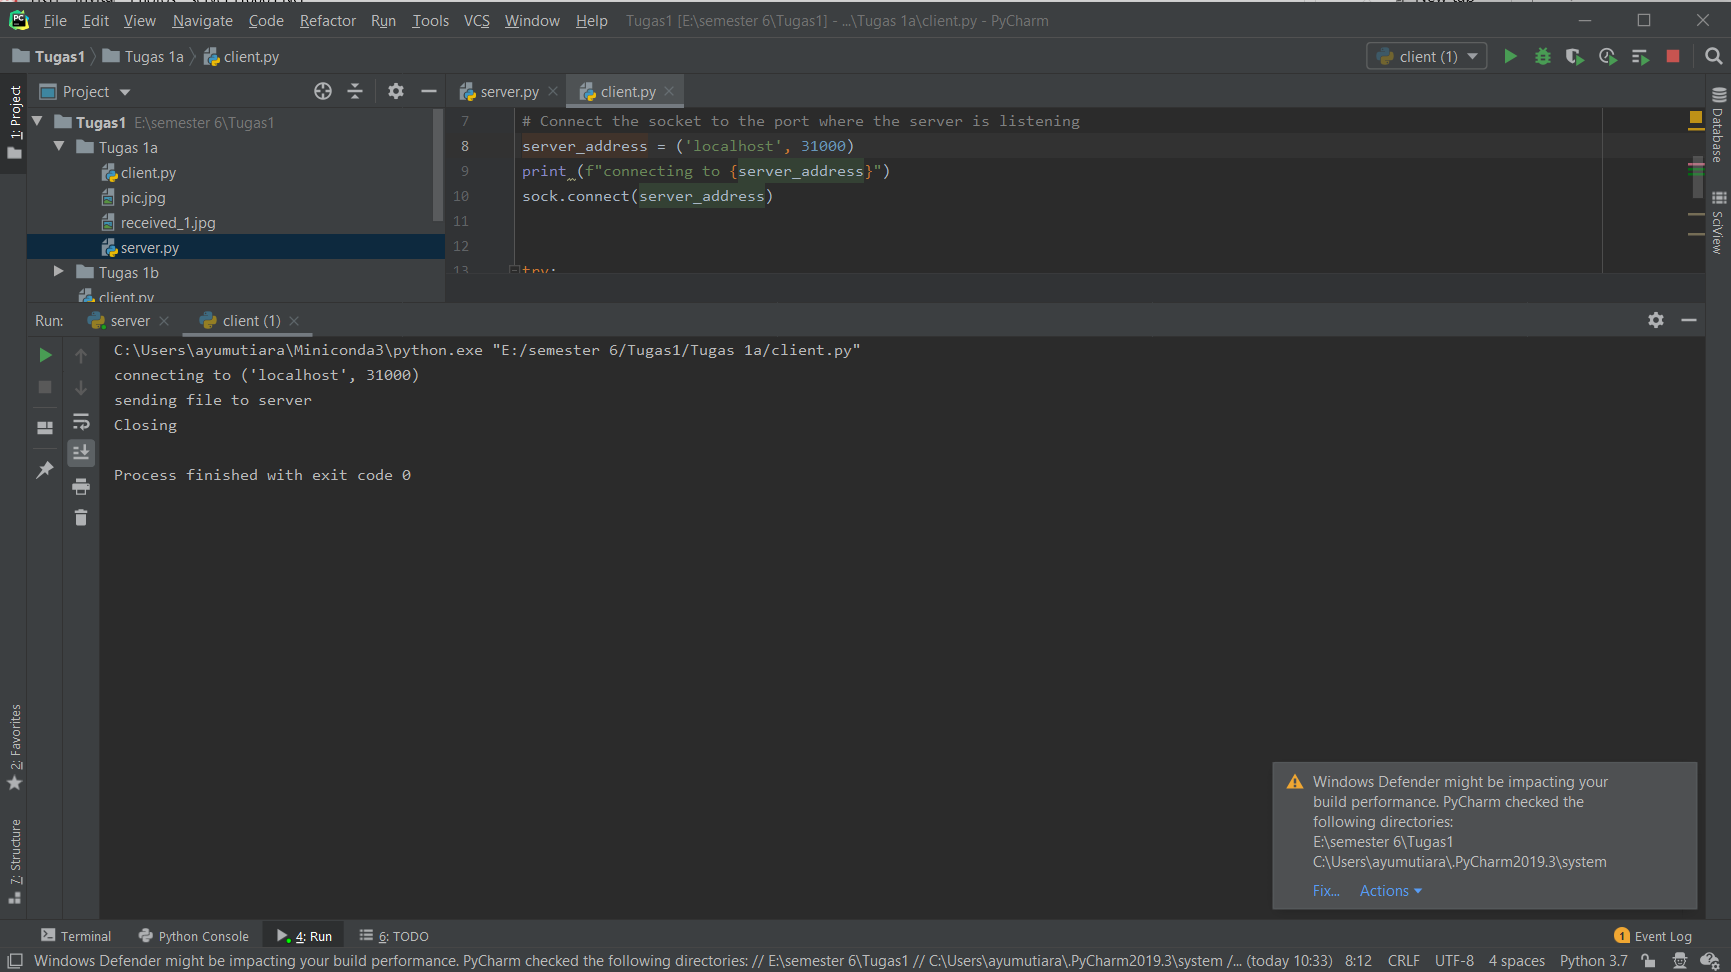 File Edit View Navigate Code Refactor Run Tools VCS Window Help Tugas1 [E:\semester 6\Tugas1] - ...\Tugas 1a\client.py - PyCharm
Tugas1 Tugas 1a client.py
client (1)
1: Project
Project
server.py
client.py
Tugas1 E:\semester 6\Tugas1
Tugas 1a
client.py
pic.jpg
received_1.jpg
server.py
Tugas 1b
client.py
7 # Connect the socket to the port where the server is listening
8 server_address = ('localhost', 31000)
9 print (f"connecting to {server_address}")
10 sock.connect(server_address)
11
12
13 try:
Database
SciView
Run: server client (1)
C:\Users\ayumutiara\Miniconda3\python.exe "E:/semester 6/Tugas1/Tugas 1a/client.py"
connecting to ('localhost', 31000)
sending file to server
Closing
Process finished with exit code 0
2: Favorites
7: Structure
Windows Defender might be impacting your
build performance. PyCharm checked the
following directories:
E:\semester 6\Tugas1
C:\Users\ayumutiara\.PyCharm2019.3\system
Fix... Actions
Terminal Python Console 4: Run 6: TODO
1 Event Log
Windows Defender might be impacting your build performance. PyCharm checked the following directories: // E:\semester 6\Tugas1 // C:\Users\ayumutiara\.PyCharm2019.3\system /... (today 10:33) 8:12 CRLF UTF-8 4 spaces Python 3.7